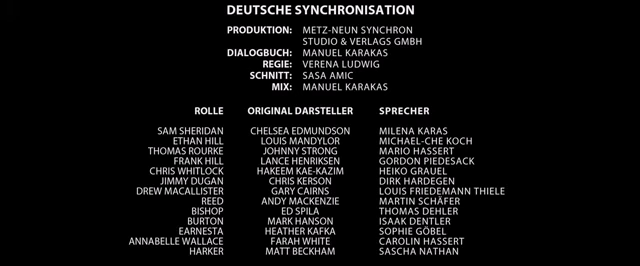 DEUTSCHE SYNCHRONISATION
PRODUKTION: METZ-NEUN SYNCHRON
STUDIO & VERLAGS GMBH
DIALOGBUCH: MANUEL KARAKAS
REGIE: VERENA LUDWIG
SCHNITT: SASA AMIC
MIX: MANUEL KARAKAS
ROLLE ORIGINAL DARSTELLER SPRECHER
SAM SHERIDAN CHELSEA EDMUNDSON MILENA KARAS
ETHAN HILL LOUIS MANDYLOR MICHAEL-CHE KOCH
THOMAS ROURKE JOHNNY STRONG MARIO HASSERT
FRANK HILL LANCE HENRIKSEN GORDON PIEDESACK
CHRIS WHITLOCK HAKEEM KAE-KAZIM HEIKO GRAUEL
JIMMY DUGAN CHRIS KERSON DIRK HARDEGEN
DREW MACALLISTER GARY CAIRNS LOUIS FRIEDEMANN THIELE
REED ANDY MACKENZIE MARTIN SCHÄFER
BISHOP ED SPILA THOMAS DEHLER
BURTON MARK HANSON ISAAK DENTLER
EARNESTA HEATHER KAFKA SOPHIE GÖBEL
ANNABELLE WALLACE FARAH WHITE CAROLIN HASSERT
HARKER MATT BECKHAM SASCHA NATHAN